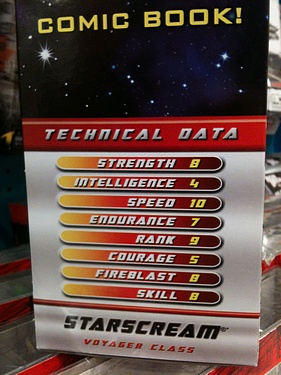 COMIC BOOK!
TECHNICAL DATA
STRENGTH 8
INTELLIGENCE 4
SPEED 10
ENDURANCE 7
RANK 9
COURAGE 5
FIREBLAST 8
SKILL 8
STARSCREAM
VOYAGER CLASS